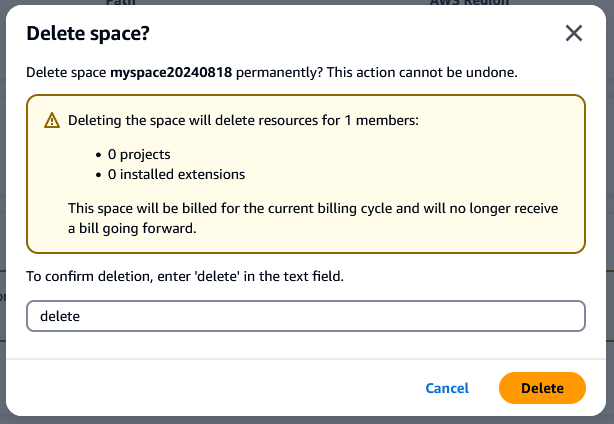 Path AWS Region
Delete space?
Delete space myspace20240818 permanently? This action cannot be undone.
Deleting the space will delete resources for 1 members:
• 0 projects
• 0 installed extensions
This space will be billed for the current billing cycle and will no longer receive
a bill going forward.
To confirm deletion, enter 'delete' in the text field.
delete
Cancel Delete